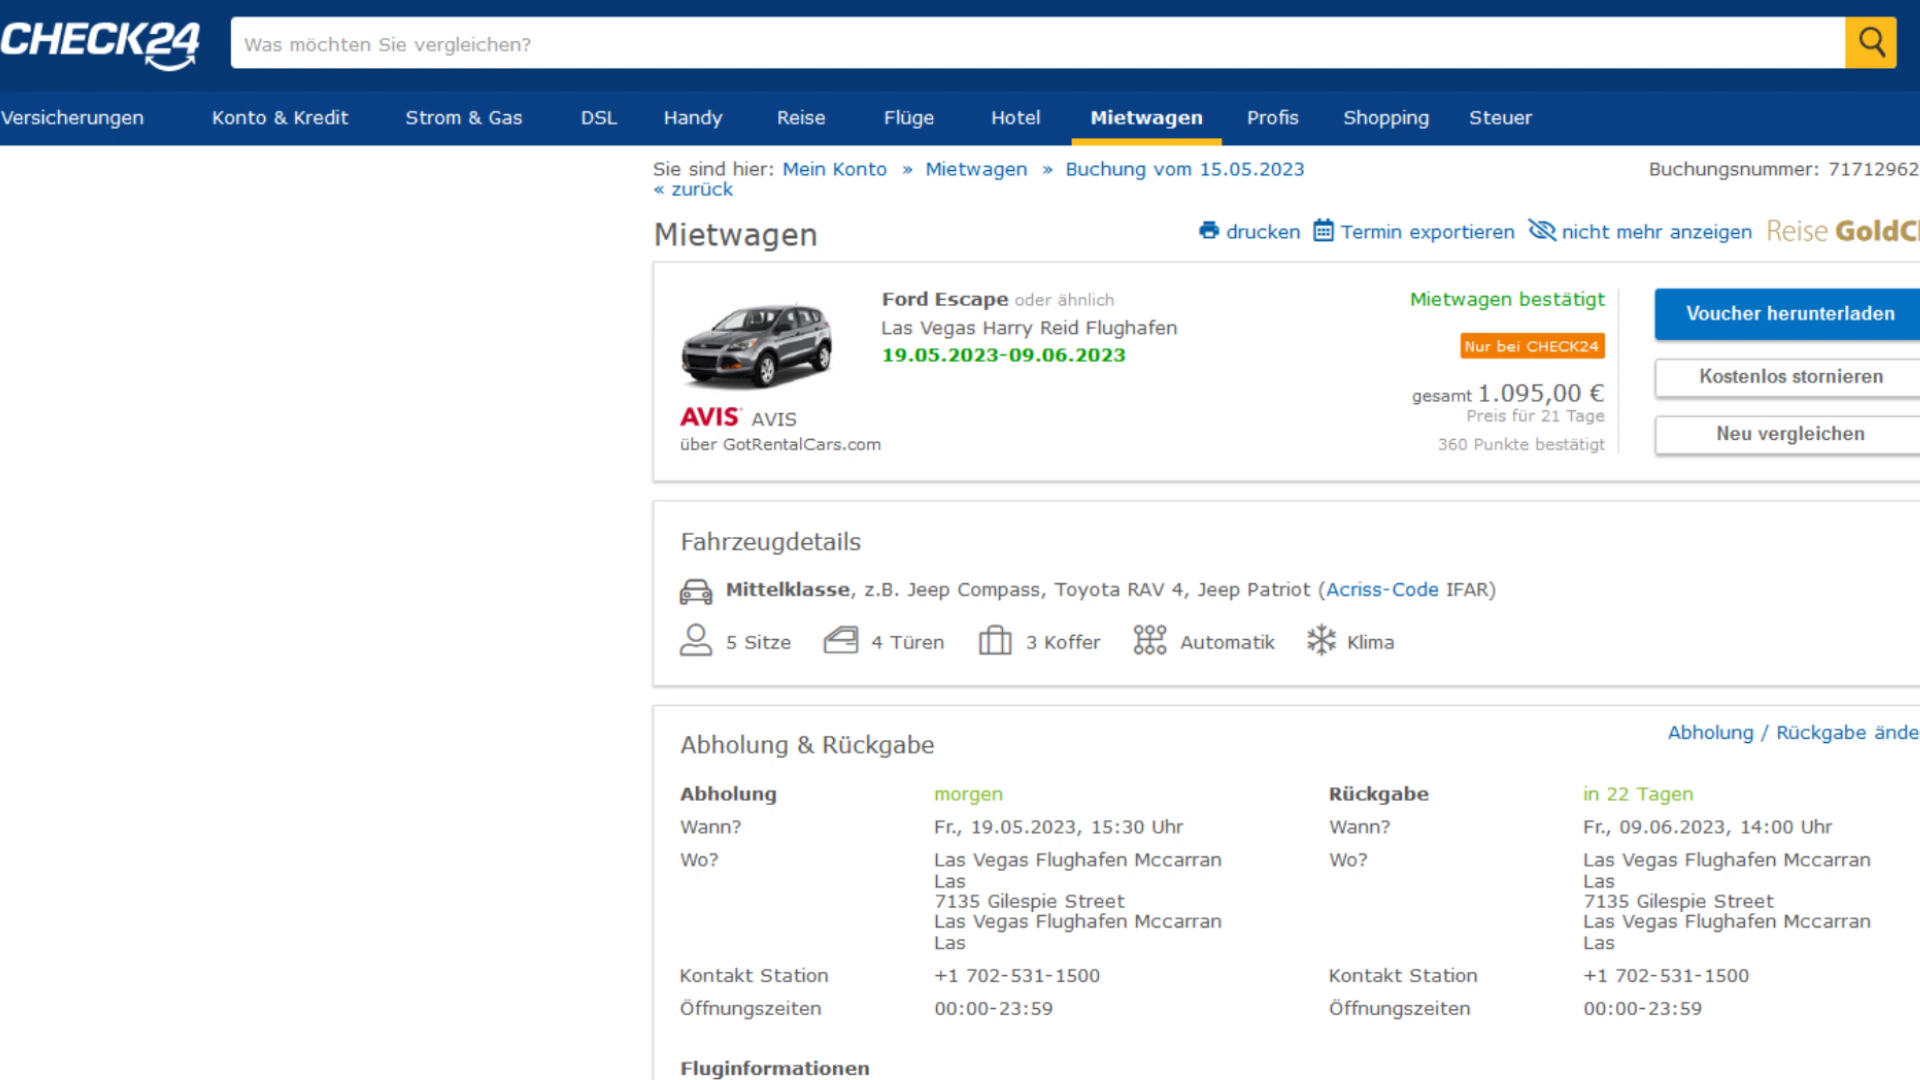 CHECK24
Was möchten Sie vergleichen?
Versicherungen Konto & Kredit Strom & Gas DSL Handy Reise Flüge Hotel Mietwagen Profis Shopping Steuer
Sie sind hier: Mein Konto » Mietwagen » Buchung vom 15.05.2023 Buchungsnummer: 71712962
« zurück
Mietwagen drucken Termin exportieren nicht mehr anzeigen Reise GoldCl
Ford Escape oder ähnlich
Las Vegas Harry Reid Flughafen
19.05.2023-09.06.2023
AVIS AVIS
über GotRentalCars.com
Mietwagen bestätigt
Nur bei CHECK24
gesamt 1.095,00 €
Preis für 21 Tage
360 Punkte bestätigt
Voucher herunterladen
Kostenlos stornieren
Neu vergleichen
Fahrzeugdetails
Mittelklasse, z.B. Jeep Compass, Toyota RAV 4, Jeep Patriot (Acriss-Code IFAR)
5 Sitze 4 Türen 3 Koffer Automatik Klima
Abholung & Rückgabe
Abholung / Rückgabe ände
Abholung morgen
Wann? Fr., 19.05.2023, 15:30 Uhr
Wo? Las Vegas Flughafen Mccarran
Las
7135 Gilespie Street
Las Vegas Flughafen Mccarran
Las
Kontakt Station +1 702-531-1500
Öffnungszeiten 00:00-23:59
Rückgabe in 22 Tagen
Wann? Fr., 09.06.2023, 14:00 Uhr
Wo? Las Vegas Flughafen Mccarran
Las
7135 Gilespie Street
Las Vegas Flughafen Mccarran
Las
Kontakt Station +1 702-531-1500
Öffnungszeiten 00:00-23:59
Fluginformationen